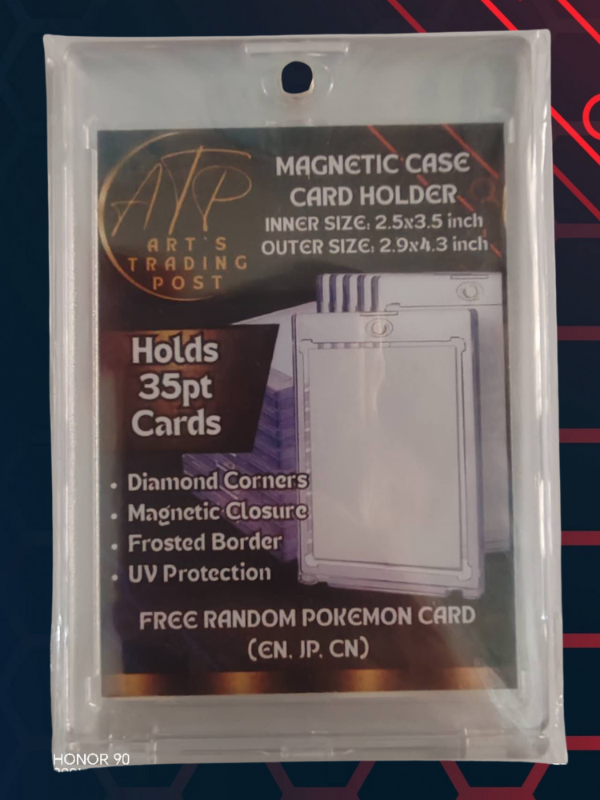 ATP
ART'S
TRADING
POST
MAGNETIC CASE
CARD HOLDER
INNER SIZE: 2.5x3.5 inch
OUTER SIZE: 2.9x4.3 inch
Holds
35pt
Cards
• Diamond Corners
• Magnetic Closure
• Frosted Border
• UV Protection
FREE RANDOM POKEMON CARD
(EN, JP, CN)
HONOR 90